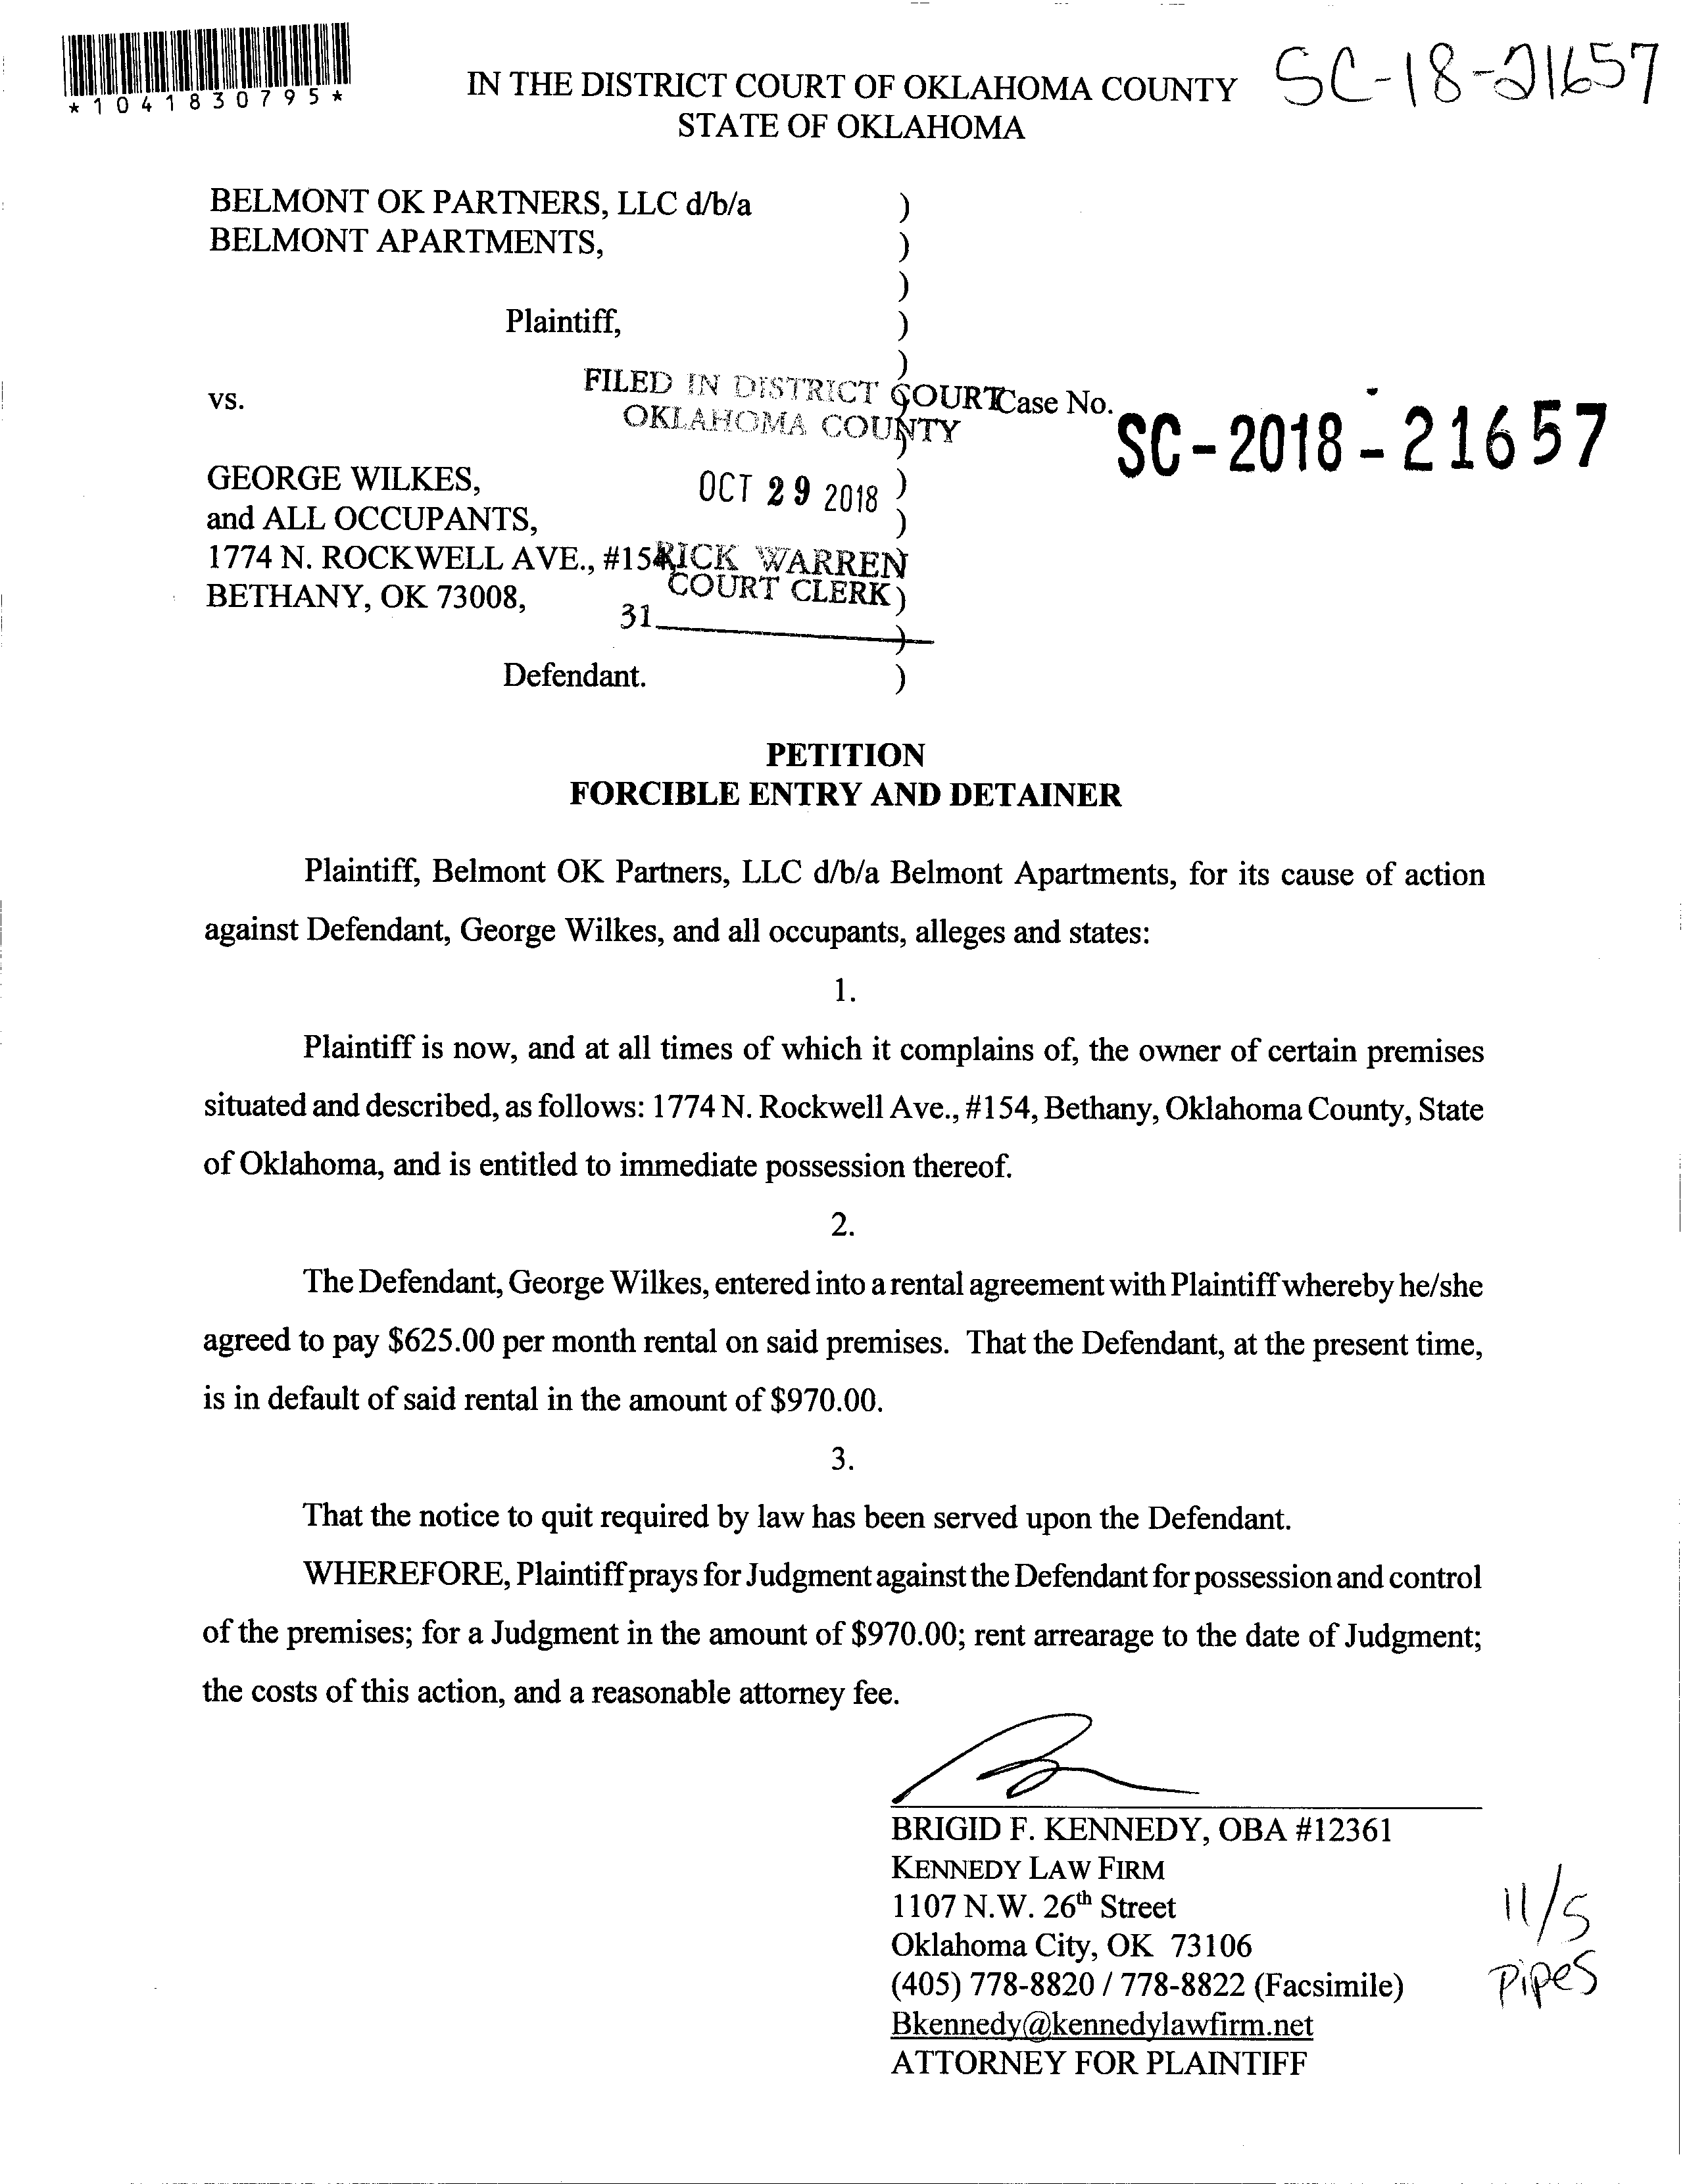 *1041830795*
SC-18-21657
IN THE DISTRICT COURT OF OKLAHOMA COUNTY
STATE OF OKLAHOMA
BELMONT OK PARTNERS, LLC d/b/a )
BELMONT APARTMENTS, )
)
Plaintiff, )
)
vs.
FILED IN DISTRICT COURT
OKLAHOMA COUNTY
Case No.
SC-2018-21657
GEORGE WILKES, )
OCT 29 2018
and ALL OCCUPANTS, )
1774 N. ROCKWELL AVE., #154,
RICK WARREN
COURT CLERK
BETHANY, OK 73008, )
31
)
Defendant. )
PETITION
FORCIBLE ENTRY AND DETAINER
Plaintiff, Belmont OK Partners, LLC d/b/a Belmont Apartments, for its cause of action
against Defendant, George Wilkes, and all occupants, alleges and states:
1.
Plaintiff is now, and at all times of which it complains of, the owner of certain premises
situated and described, as follows: 1774 N. Rockwell Ave., #154, Bethany, Oklahoma County, State
of Oklahoma, and is entitled to immediate possession thereof.
2.
The Defendant, George Wilkes, entered into a rental agreement with Plaintiff whereby he/she
agreed to pay $625.00 per month rental on said premises. That the Defendant, at the present time,
is in default of said rental in the amount of $970.00.
3.
That the notice to quit required by law has been served upon the Defendant.
WHEREFORE, Plaintiff prays for Judgment against the Defendant for possession and control
of the premises; for a Judgment in the amount of $970.00; rent arrearage to the date of Judgment;
the costs of this action, and a reasonable attorney fee.
BRIGID F. KENNEDY, OBA #12361
KENNEDY LAW FIRM
1107 N.W. 26th Street
Oklahoma City, OK 73106
(405) 778-8820 / 778-8822 (Facsimile)
Bkennedy@kennedylawfirm.net
ATTORNEY FOR PLAINTIFF
11/5
Pipes